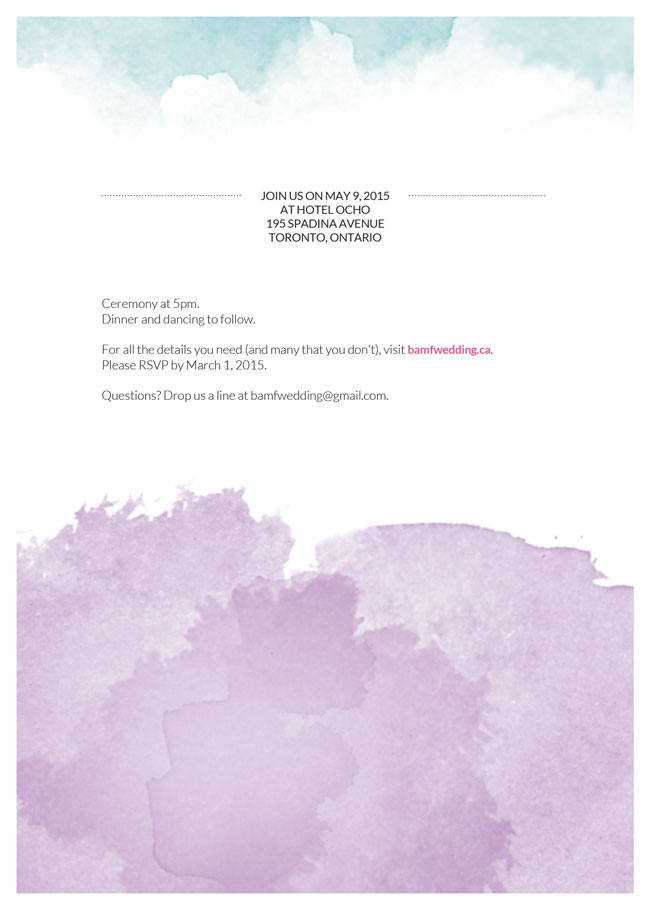 JOIN US ON MAY 9, 2015
AT HOTEL OCHO
195 SPADINA AVENUE
TORONTO, ONTARIO
Ceremony at 5pm.
Dinner and dancing to follow.
For all the details you need (and many that you don't), visit bamfwedding.ca.
Please RSVP by March 1, 2015.
Questions? Drop us a line at bamfwedding@gmail.com.